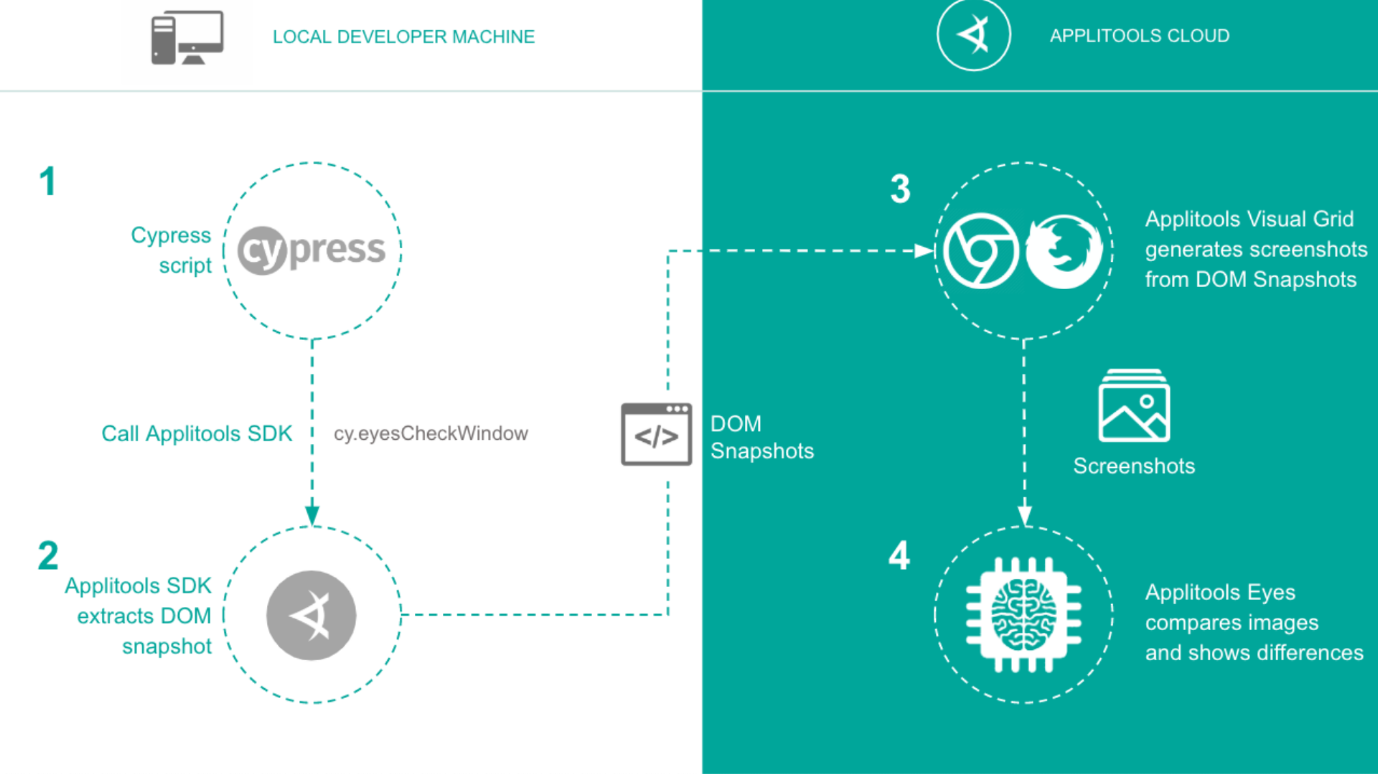 LOCAL DEVELOPER MACHINE
APPLITOOLS CLOUD
1
Cypress
script
cypress
Call Applitools SDK
cy.eyesCheckWindow
2
Applitools SDK
extracts DOM
snapshot
</>
DOM
Snapshots
3
Applitools Visual Grid
generates screenshots
from DOM Snapshots
Screenshots
4
Applitools Eyes
compares images
and shows differences